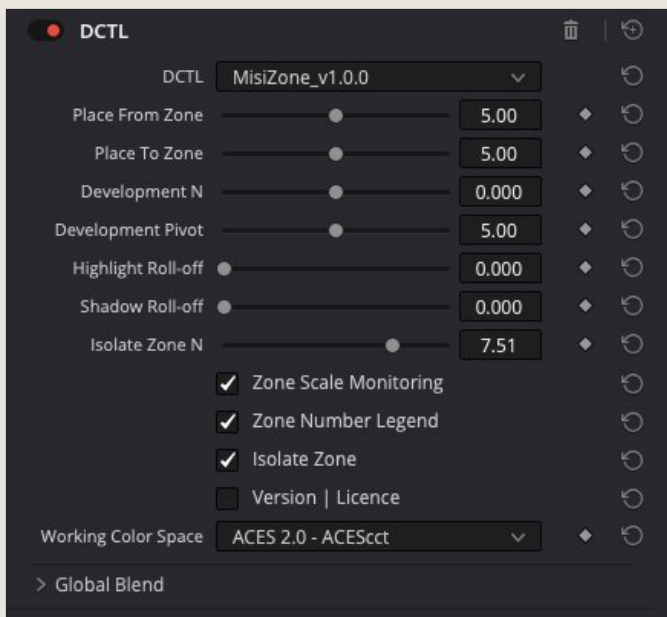 DCTL
DCTL MisiZone_v1.0.0
Place From Zone 5.00
Place To Zone 5.00
Development N 0.000
Development Pivot 5.00
Highlight Roll-off 0.000
Shadow Roll-off 0.000
Isolate Zone N 7.51
Zone Scale Monitoring
Zone Number Legend
Isolate Zone
Version | Licence
Working Color Space ACES 2.0 - ACEScct
> Global Blend